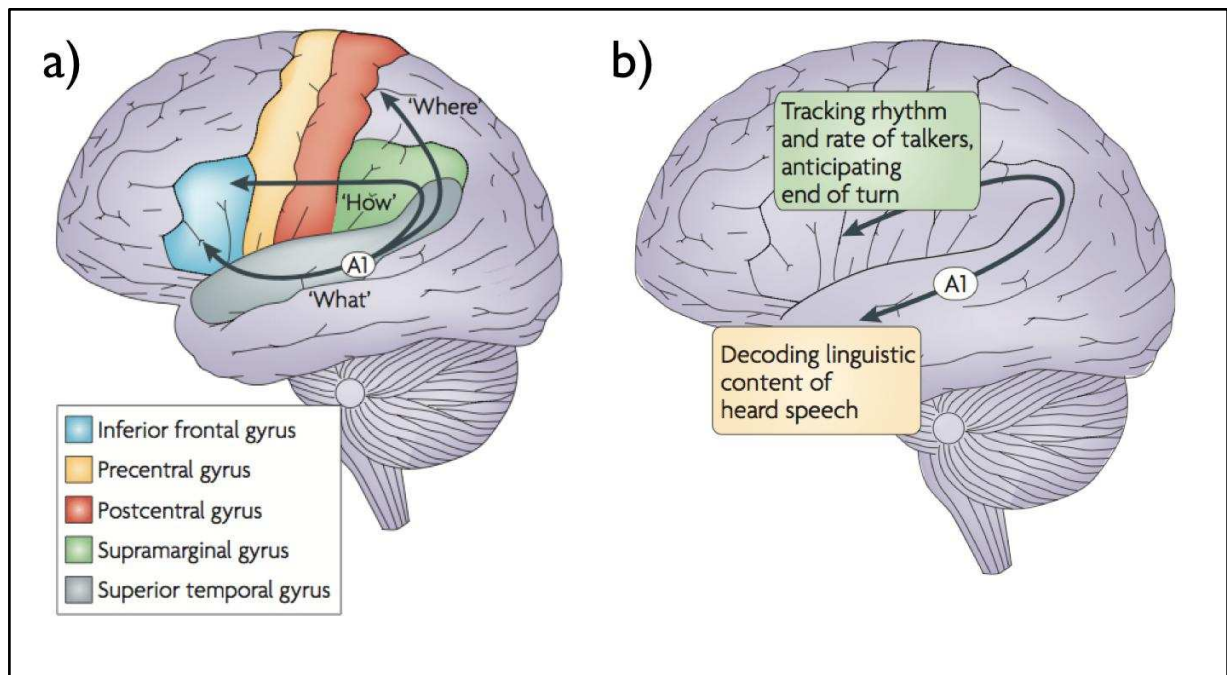 a)
'Where'
'How'
A1
'What'
Inferior frontal gyrus
Precentral gyrus
Postcentral gyrus
Supramarginal gyrus
Superior temporal gyrus
b)
Tracking rhythm
and rate of talkers,
anticipating
end of turn
A1
Decoding linguistic
content of
heard speech